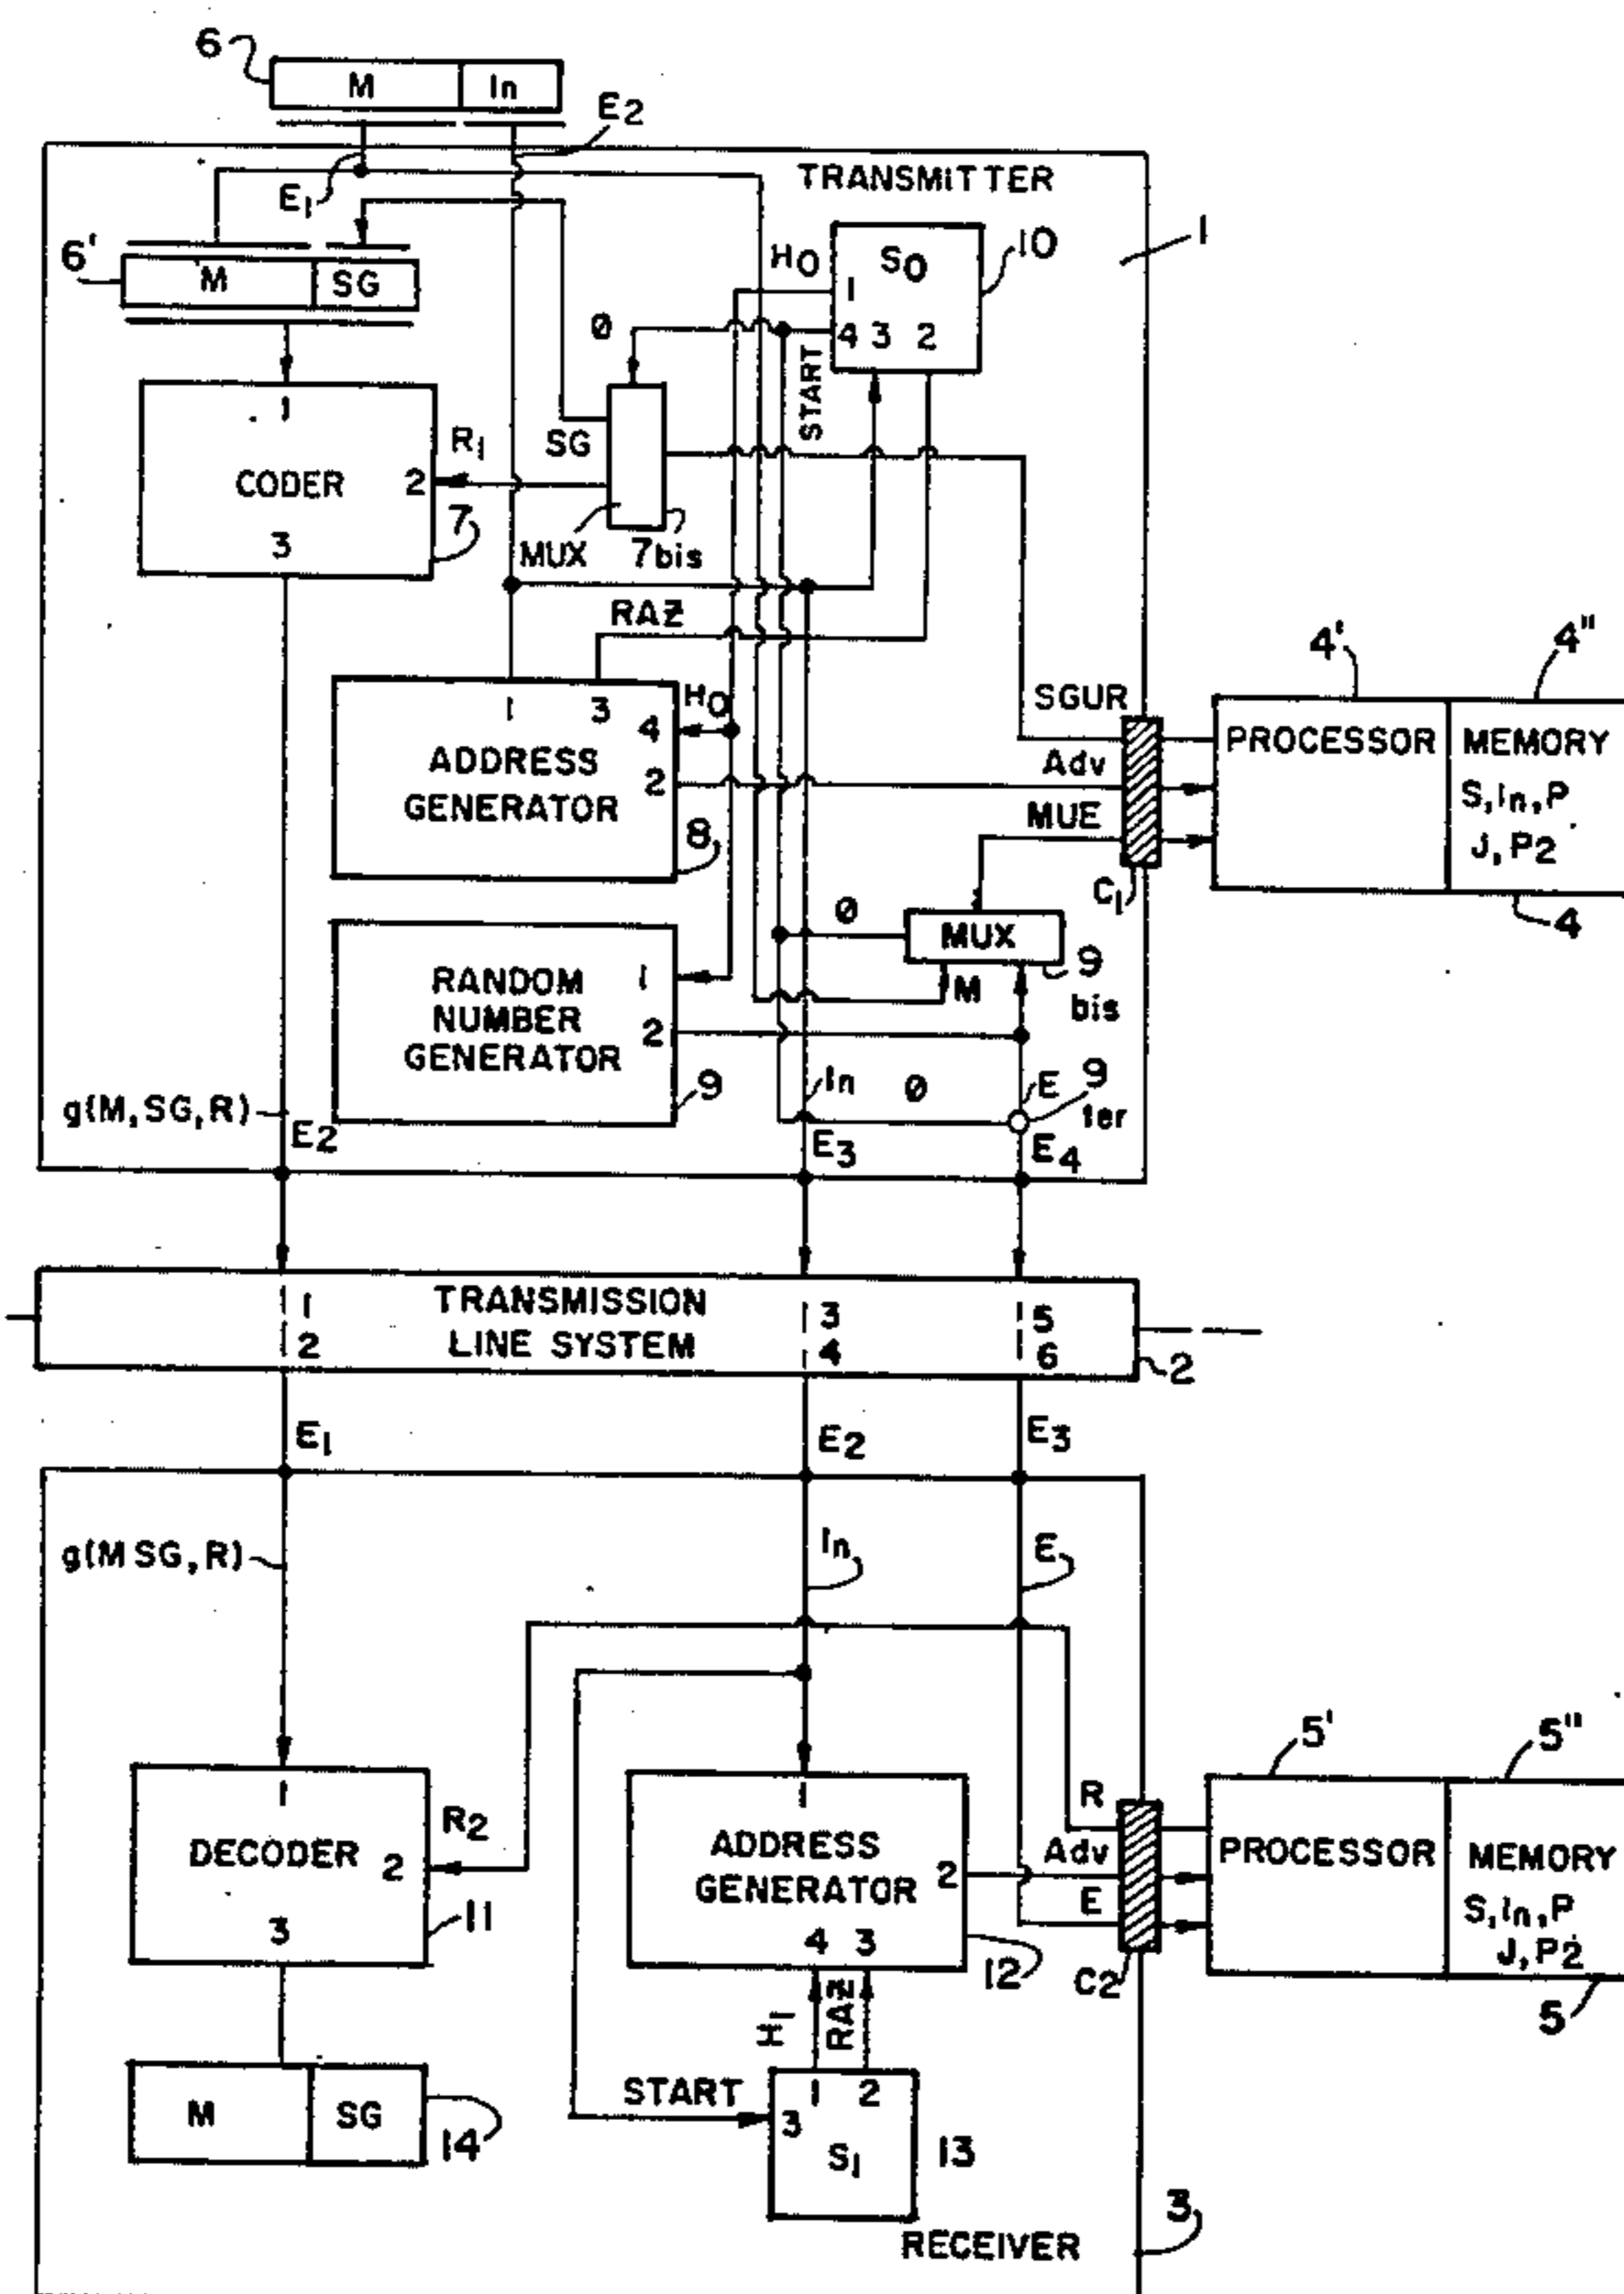 6
M In
E2
TRANSMITTER
E1
1
6'
M SG
H0
S0
10
1
4 3 2
0
START
1
R1
SG
CODER
2
7
3
MUX
7bis
RAZ
4'
4"
1 3 4
H0
SGUR
PROCESSOR
MEMORY
ADDRESS
GENERATOR
2
Adv
S, In, P
8
MUE
J, P2
C1
4
0
MUX
9
bis
M
RANDOM
NUMBER
GENERATOR
1
2
9
In
0
E
9
ter
g(M, SG, R)
E2
E3
E4
TRANSMISSION
LINE SYSTEM
1
2
3
4
5
6
2
E1
E2
E3
g(M SG, R)
In
E
5'
5"
1
R2
DECODER
2
11
3
1
ADDRESS
GENERATOR
2
4 3
12
R
Adv
E
C2
PROCESSOR
MEMORY
S, In, P
J, P2
5
RAZ
START
1 2
3
S1
13
M SG
14
RECEIVER
3